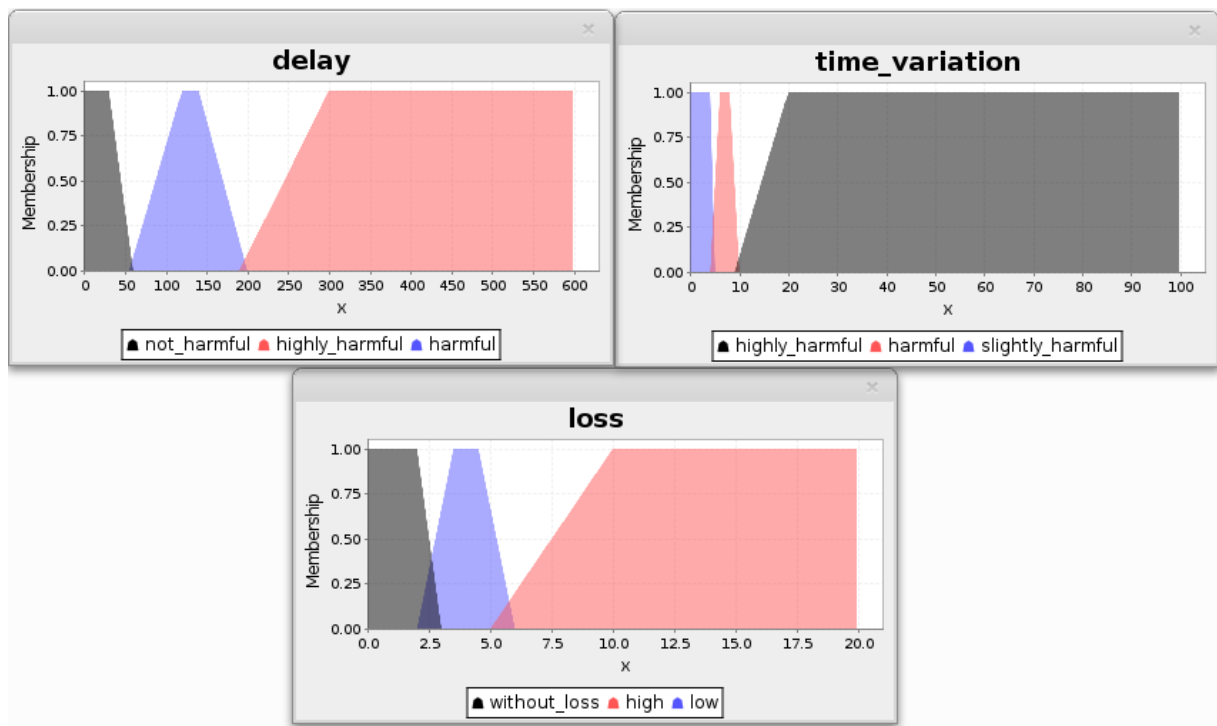 delay
1.00
0.75
0.50
0.25
0.00
Membership
0 50 100 150 200 250 300 350 400 450 500 550 600
x
not_harmful highly_harmful harmful
time_variation
1.00
0.75
0.50
0.25
0.00
Membership
0 10 20 30 40 50 60 70 80 90 100
x
highly_harmful harmful slightly_harmful
loss
1.00
0.75
0.50
0.25
0.00
Membership
0.0 2.5 5.0 7.5 10.0 12.5 15.0 17.5 20.0
x
without_loss high low